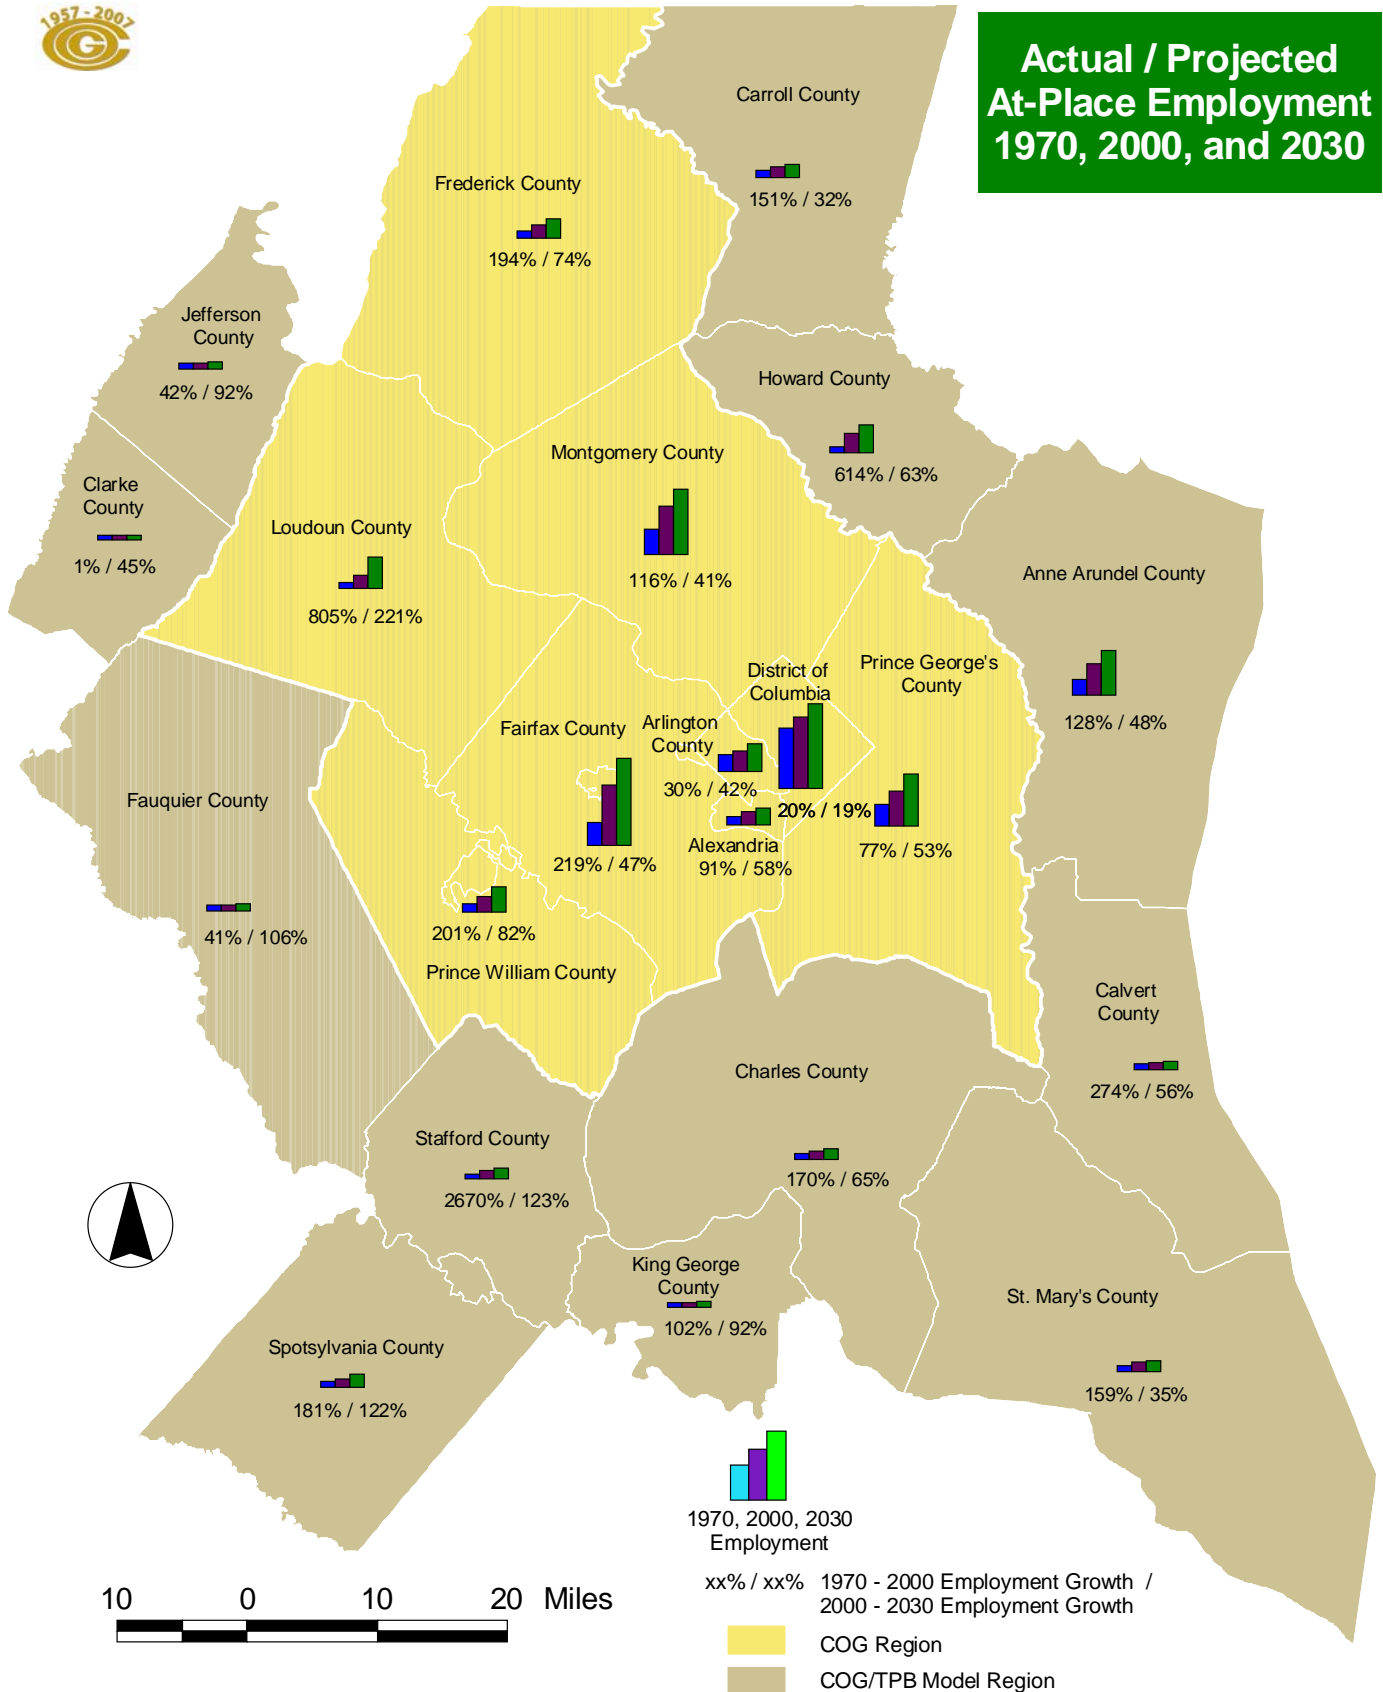 1957 - 2007
Actual / Projected
At-Place Employment
1970, 2000, and 2030
Carroll County
151% / 32%
Frederick County
194% / 74%
Jefferson
County
42% / 92%
Howard County
614% / 63%
Montgomery County
116% / 41%
Clarke
County
1% / 45%
Loudoun County
805% / 221%
Anne Arundel County
128% / 48%
Prince George's
County
77% / 53%
District of
Columbia
20% / 19%
Arlington
County
30% / 42%
Fairfax County
219% / 47%
Alexandria
91% / 58%
Fauquier County
41% / 106%
201% / 82%
Prince William County
Calvert
County
274% / 56%
Charles County
170% / 65%
Stafford County
2670% / 123%
King George
County
102% / 92%
St. Mary's County
159% / 35%
Spotsylvania County
181% / 122%
1970, 2000, 2030
Employment
xx% / xx% 1970 - 2000 Employment Growth /
2000 - 2030 Employment Growth
COG Region
COG/TPB Model Region
10 0 10 20 Miles